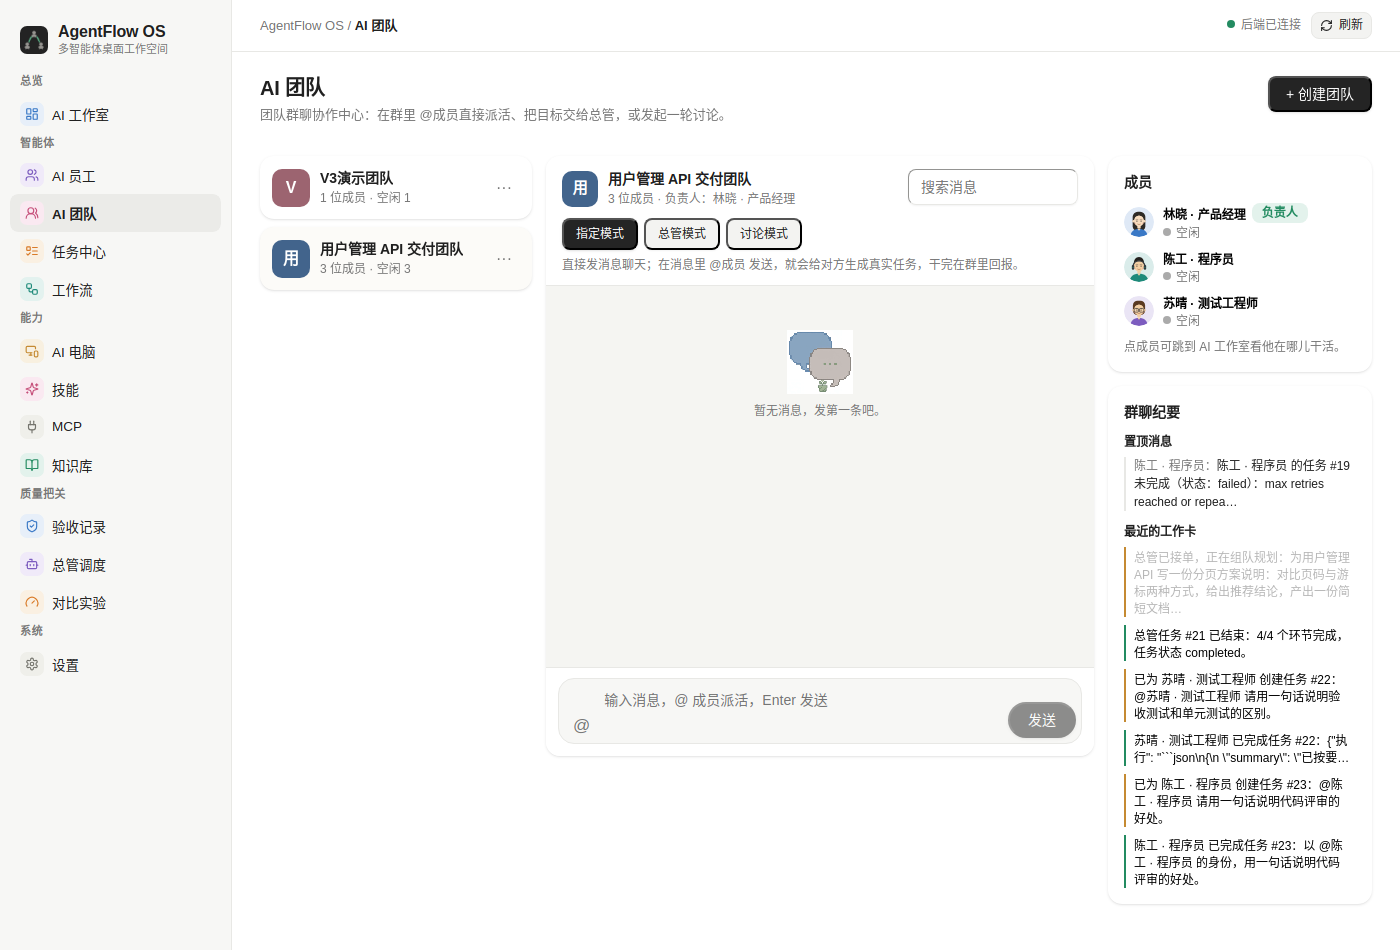 AgentFlow OS
多智能体桌面工作空间
总览
AI 工作室
智能体
AI 员工
AI 团队
任务中心
工作流
能力
AI 电脑
技能
MCP
知识库
质量把关
验收记录
总管调度
对比实验
系统
设置
AgentFlow OS / AI 团队
后端已连接
刷新
AI 团队
团队群聊协作中心：在群里 @成员直接派活、把目标交给总管，或发起一轮讨论。
+ 创建团队
V
V3演示团队
1 位成员 · 空闲 1
···
用
用户管理 API 交付团队
3 位成员 · 空闲 3
···
用
用户管理 API 交付团队
3 位成员 · 负责人：林晓 · 产品经理
搜索消息
指定模式
总管模式
讨论模式
直接发消息聊天；在消息里 @成员 发送，就会给对方生成真实任务，干完在群里回报。
暂无消息，发第一条吧。
输入消息，@ 成员派活，Enter 发送
@
发送
成员
林晓 · 产品经理
负责人
空闲
陈工 · 程序员
空闲
苏晴 · 测试工程师
空闲
点成员可跳到 AI 工作室看他在哪儿干活。
群聊纪要
置顶消息
陈工 · 程序员：陈工 · 程序员 的任务 #19
未完成（状态：failed）：max retries
reached or repea…
最近的工作卡
总管已接单，正在组队规划：为用户管理
API 写一份分页方案说明：对比页码与游
标两种方式，给出推荐结论，产出一份简
短文档…
总管任务 #21 已结束：4/4 个环节完成，
任务状态 completed。
已为 苏晴 · 测试工程师 创建任务 #22：
@苏晴 · 测试工程师 请用一句话说明验
收测试和单元测试的区别。
苏晴 · 测试工程师 已完成任务 #22：{"执
行": "```json\n{\n \"summary\": \"已按要…
已为 陈工 · 程序员 创建任务 #23：@陈
工 · 程序员 请用一句话说明代码评审的
好处。
陈工 · 程序员 已完成任务 #23：以 @陈
工 · 程序员 的身份，用一句话说明代码
评审的好处。